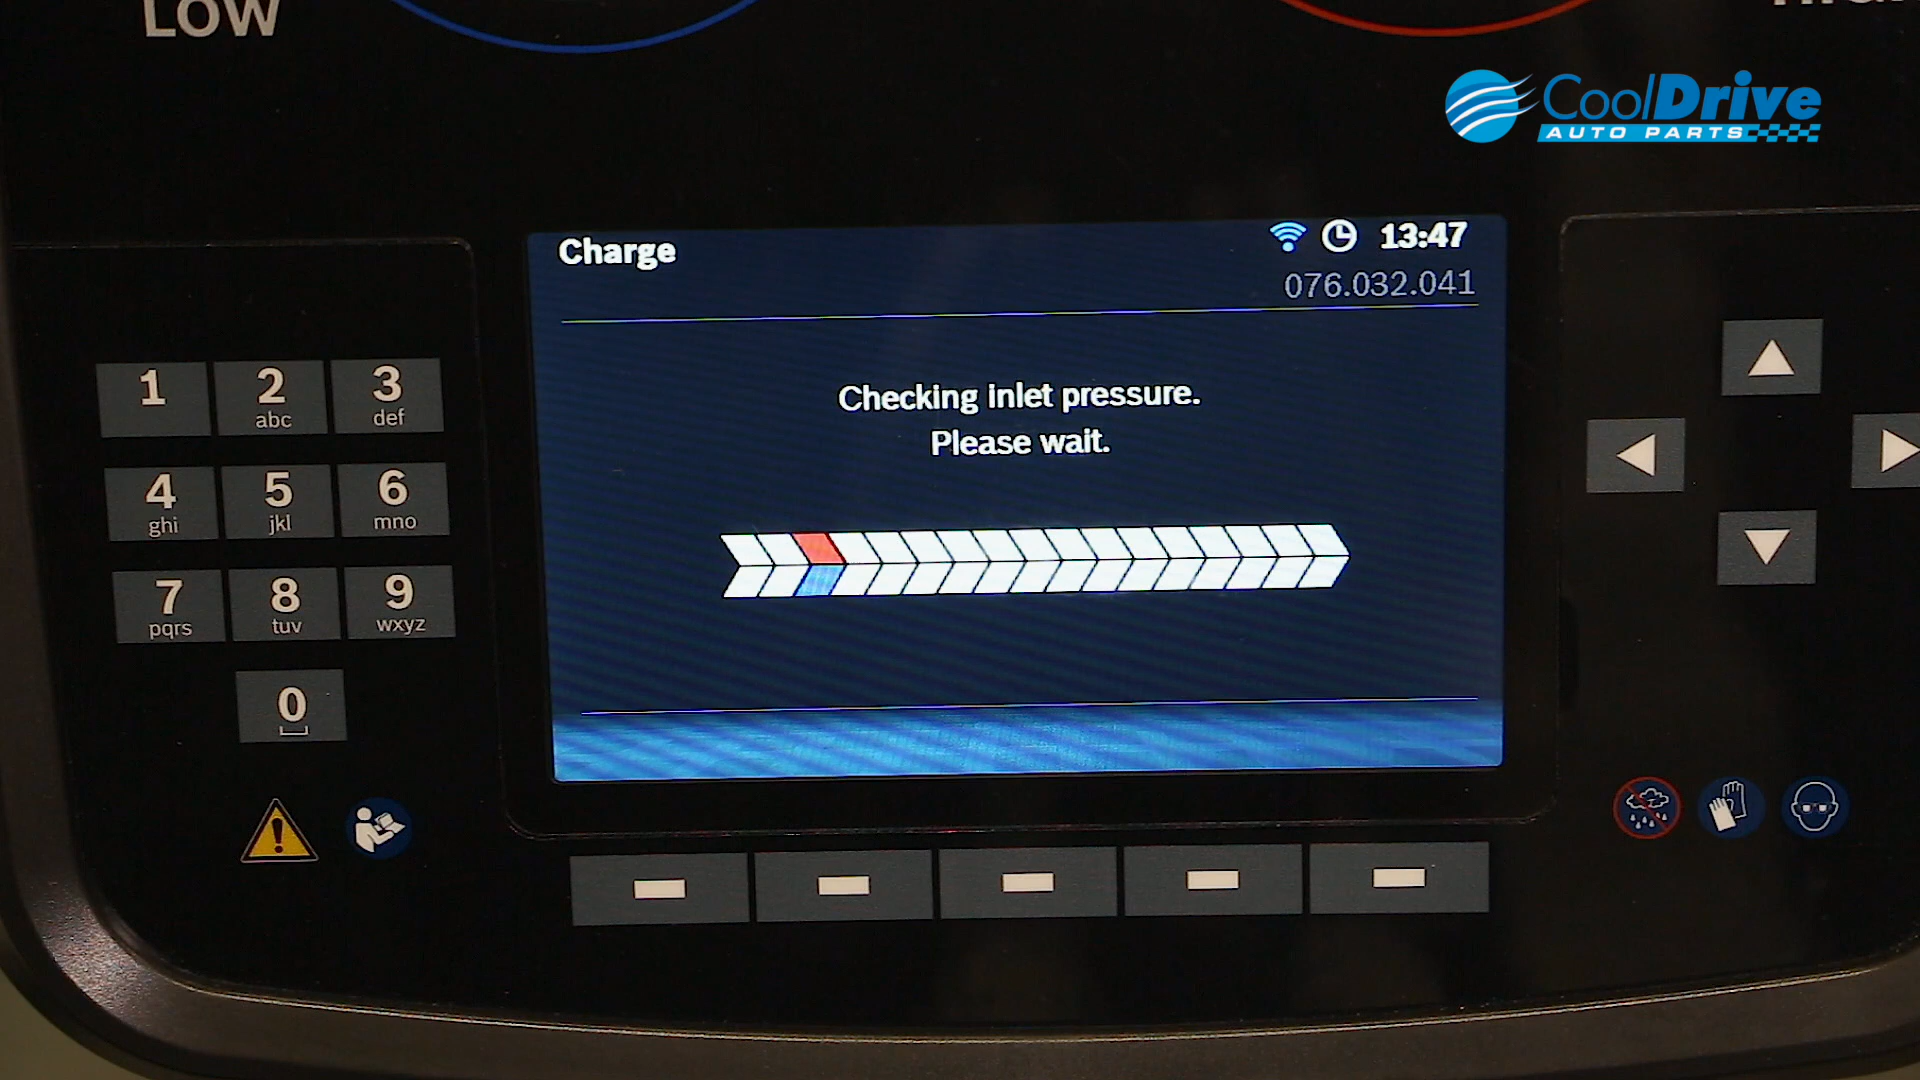 LOW
CoolDrive
AUTO PARTS
Charge
13:47
076.032.041
Checking inlet pressure.
Please wait.
1
2
abc
3
def
4
ghi
5
jkl
6
mno
7
pqrs
8
tuv
9
wxyz
0